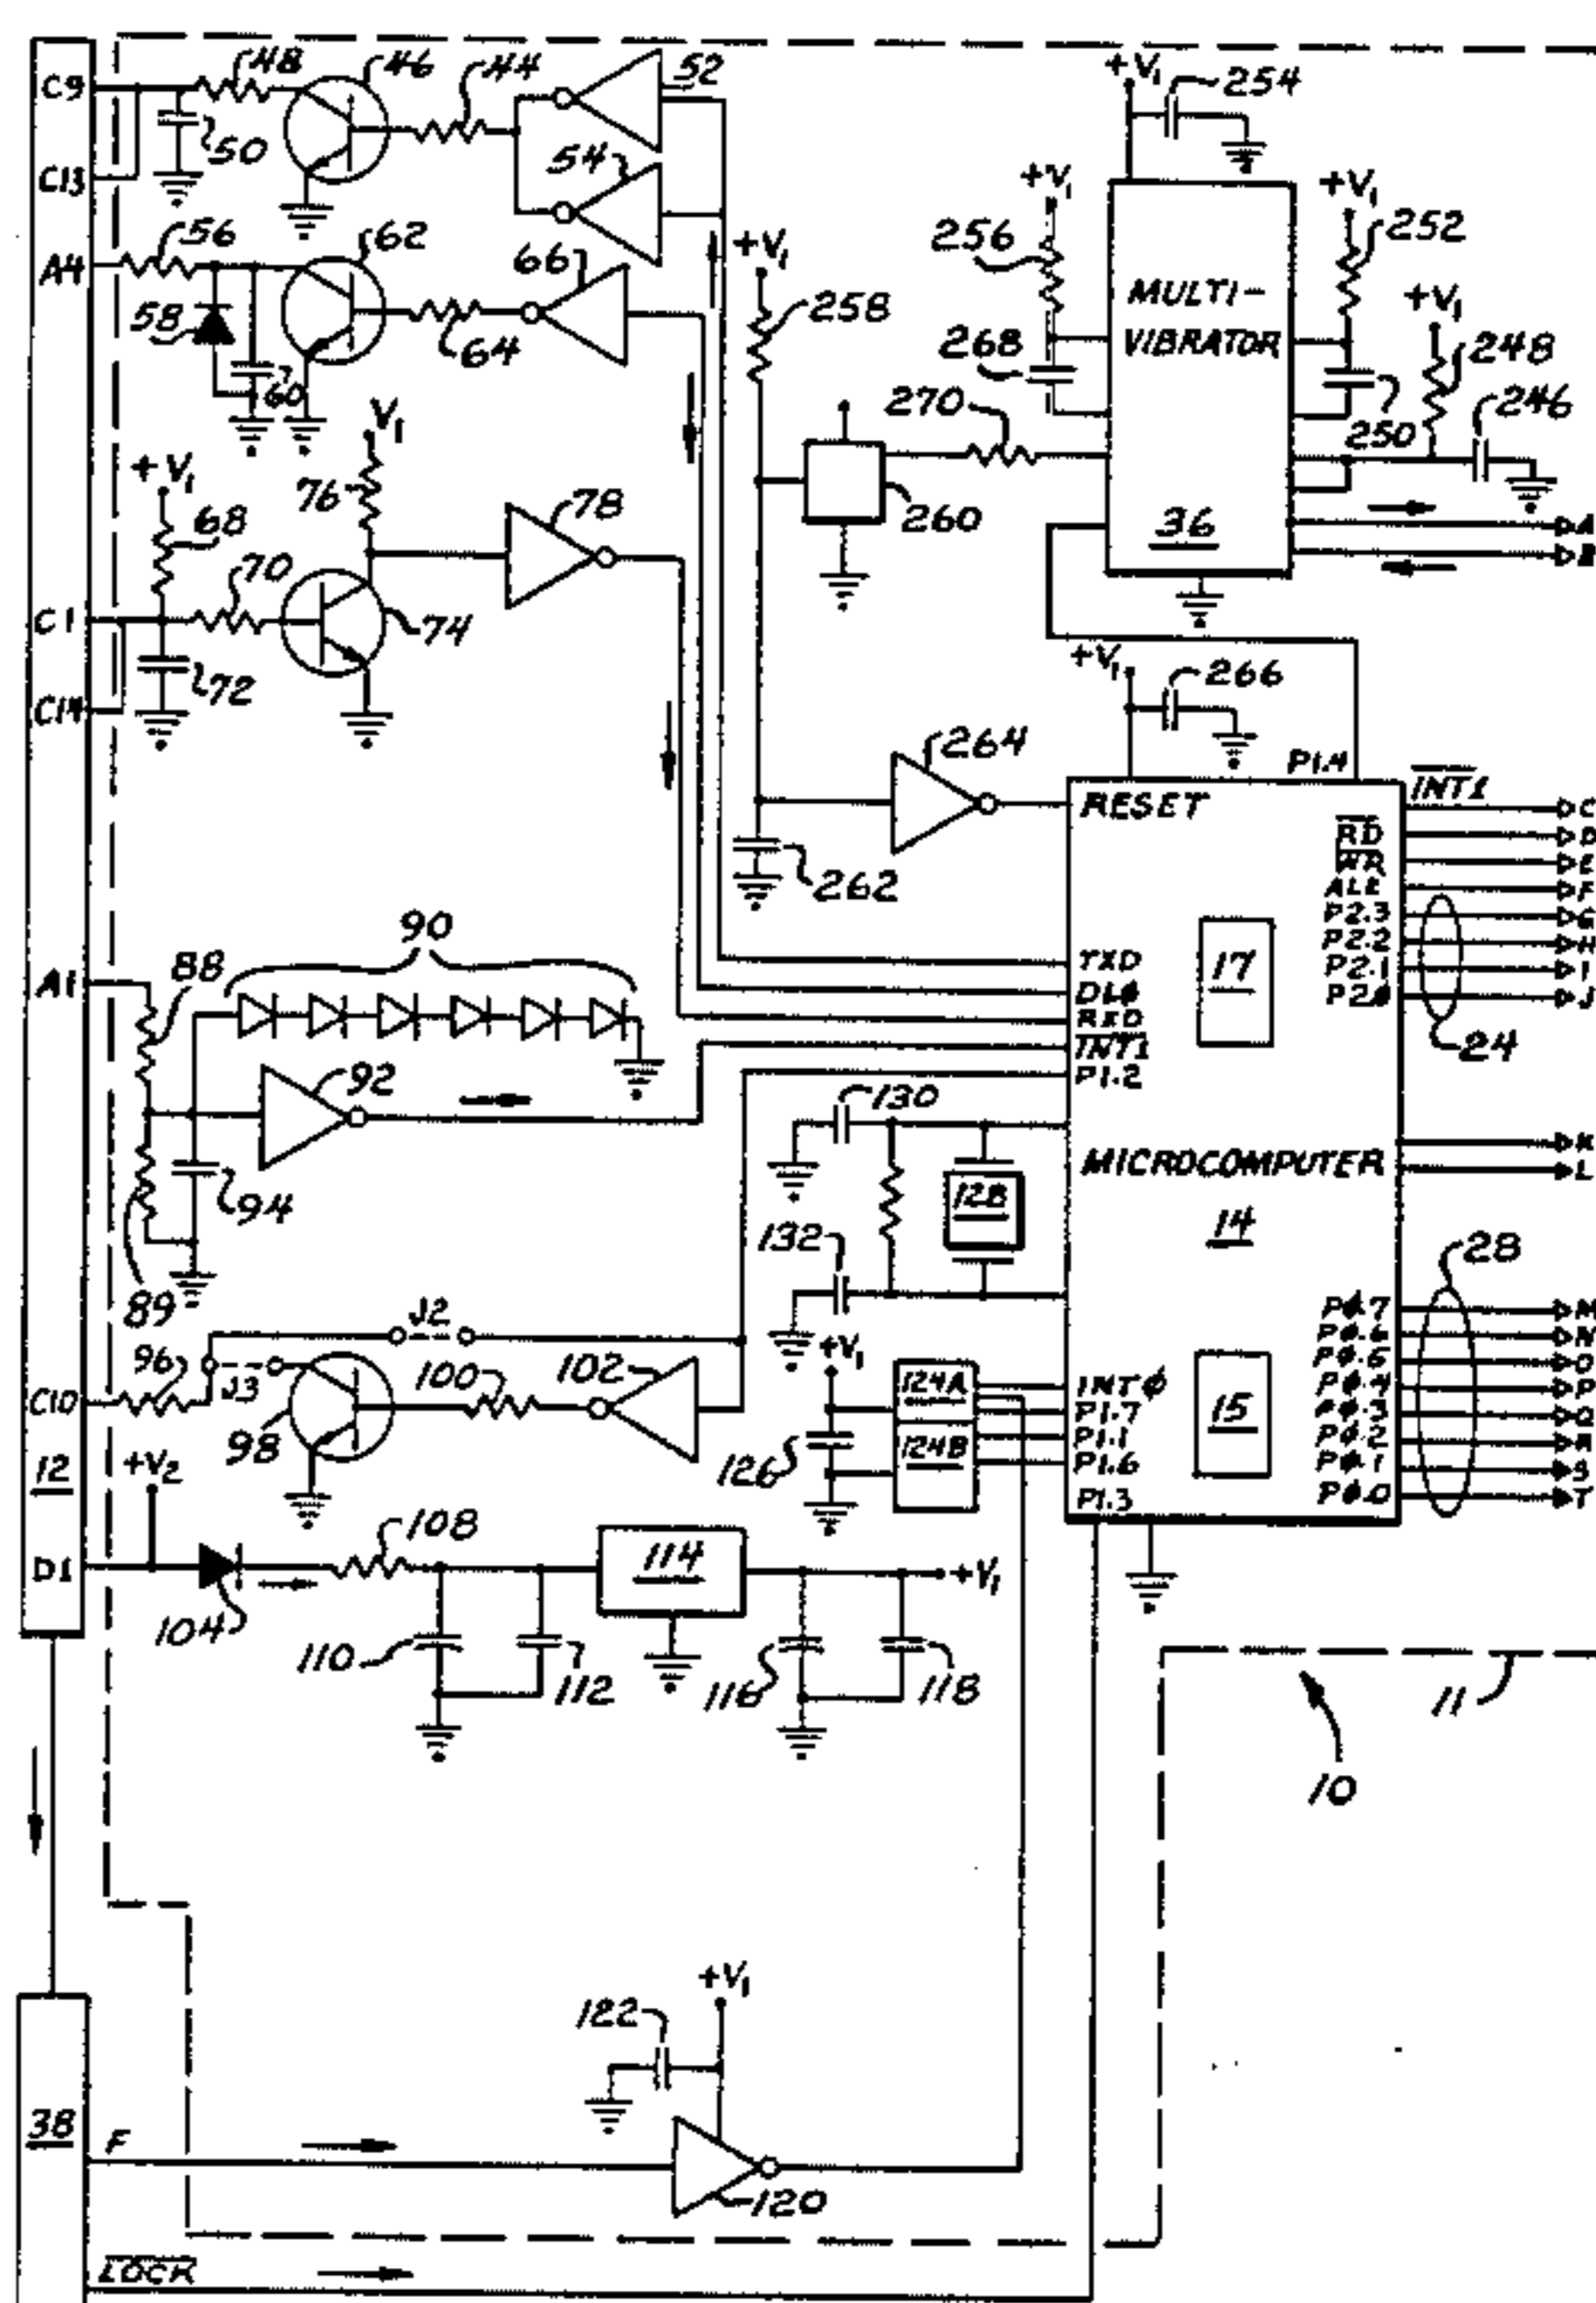 C9
48
46
44
52
+V1
254
50
54
C13
+V1
+V1
56
62
+V1
256
252
A4
66
MULTI-
VIBRATOR
+V1
58
258
64
268
248
60
V1
270
246
250
+V1
76
78
68
260
36
A
B
70
C1
74
+V1
266
72
C14
264
P1.4
INT1
C
RESET
RD
D
WR
E
262
ALE
F
P2.3
G
90
P2.2
H
88
17
P2.1
I
A1
TXD
P2.0
J
DL0
RXD
INT1
24
92
P1.2
130
K
MICROCOMPUTER
L
128
94
14
132
28
89
J2
P0.7
M
P0.6
N
96
+V1
P0.5
O
J3
100
102
124A
INT0
P0.4
P
C10
P1.7
15
P0.3
Q
98
124B
P1.1
P0.2
R
12
+V2
126
P1.6
P0.1
S
P1.3
P0.0
T
108
114
D1
+V1
104
110
112
116
118
11
10
+V1
122
38
F
120
LOCK